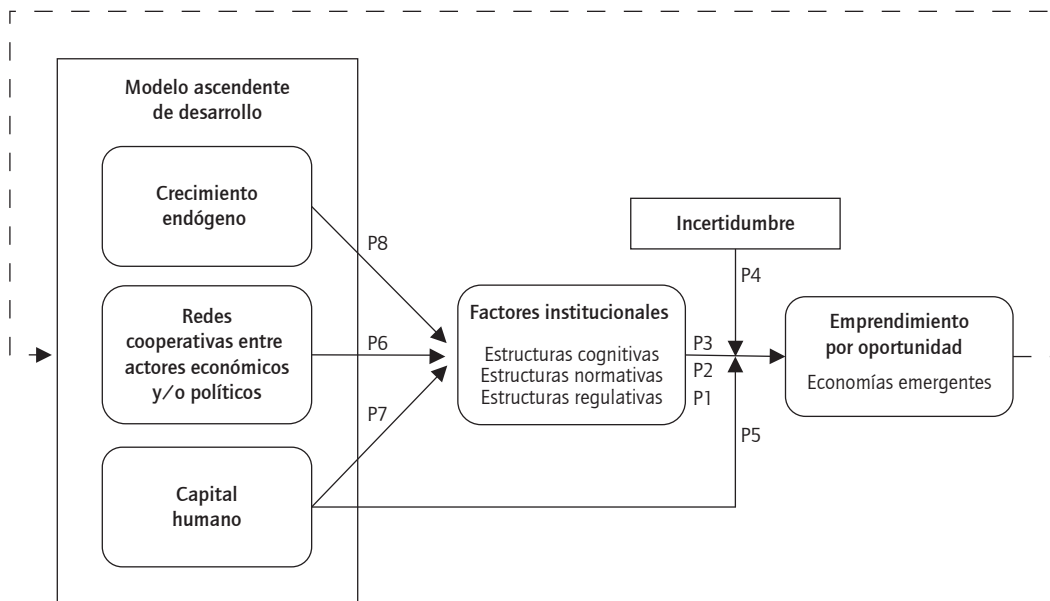 Modelo ascendente
de desarrollo
Crecimiento
endógeno
P8
Redes
cooperativas entre
actores económicos
y/o políticos
P6
Capital
humano
P7
Factores institucionales
Estructuras cognitivas
Estructuras normativas
Estructuras regulativas
Incertidumbre
P4
P3
P2
P1
P5
Emprendimiento
por oportunidad
Economías emergentes